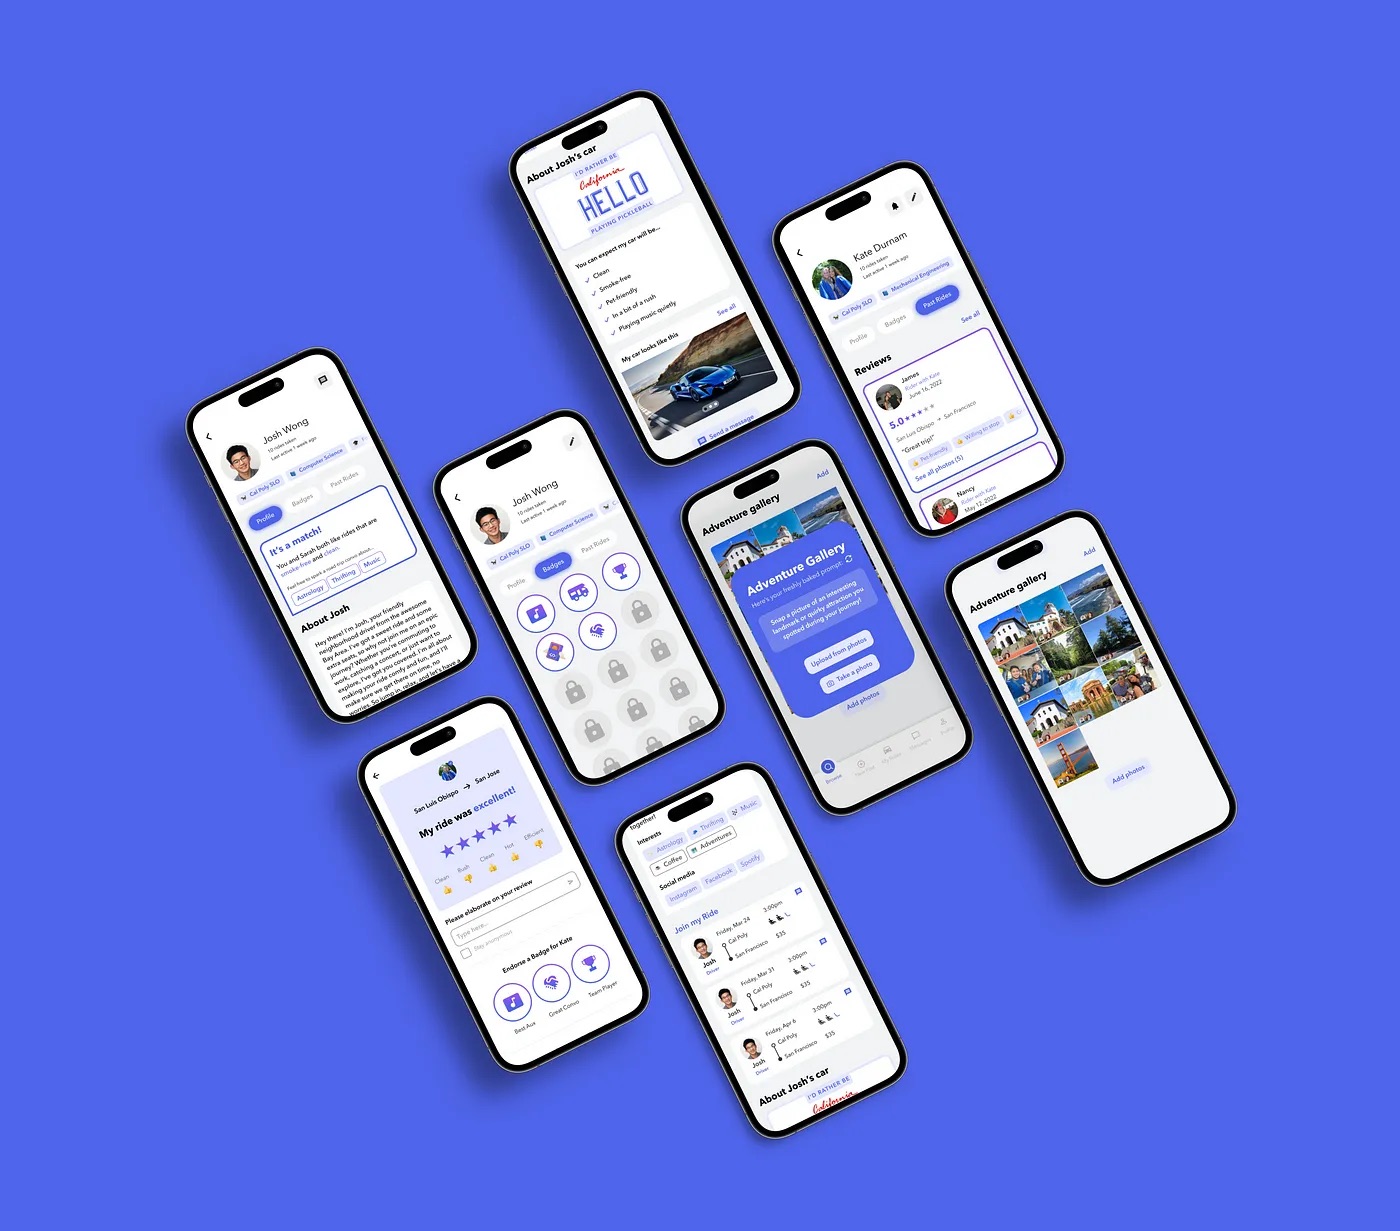 About Josh's car
I'D RATHER BE
California
HELLO
PLAYING PICKLEBALL
You can expect my car will be...
Clean
Smoke-free
Pet-friendly
In a bit of a rush
Playing music quietly
My car looks like this
See all
Send a message
Kate Durnam
10 rides taken
Last active 1 week ago
Cal Poly SLO
Mechanical Engineering
Profile
Badges
Past Rides
See all
Reviews
James
Rider with Kate
June 16, 2022
5.0
San Luis Obispo
San Francisco
"Great trip!"
Pet friendly
Willing to stop
See all photos (5)
Nancy
Rider with Kate
May 12, 2022
Josh Wong
10 rides taken
Last active 1 week ago
Cal Poly SLO
Computer Science
Profile
Badges
Past Rides
It's a match!
You and Sarah both like rides that are
smoke-free and clean.
Feel free to spark a road trip convo about...
Astrology
Thrifting
Music
About Josh
Hey there! I'm Josh, your friendly
neighborhood driver from the awesome
Bay Area. I've got a sweet ride and some
extra seats, so why not join me on an epic
journey? Whether you're commuting to
work, catching a concert, or just want to
explore, I've got you covered. I'm all about
making your ride comfy and fun, and I'll
make sure we get there on time, no
worries. So jump in, relax, and let's have a
Josh Wong
10 rides taken
Last active 1 week ago
Cal Poly SLO
Computer Science
Profile
Badges
Past Rides
Adventure gallery
Add
Adventure Gallery
Here's your freshly baked prompt:
Snap a picture of an interesting
landmark or quirky attraction you
spotted during your journey!
Upload from photos
Take a photo
Add photos
Browse
My Rides
Messages
Profile
Adventure gallery
Add
Add photos
San Luis Obispo
San Jose
My ride was excellent!
Clean
Rush
Clean
Hot
Efficient
Please elaborate on your review
Type here...
Stay anonymous
Endorse a Badge for Kate
Best Aux
Great Convo
Team Player
together!
Interests
Astrology
Thrifting
Music
Coffee
Adventures
Social media
Instagram
Facebook
Spotify
Join my Ride
Friday, Mar 24
3:00pm
Cal Poly
San Francisco
$35
Josh
Driver
Friday, Mar 31
3:00pm
Cal Poly
San Francisco
$35
Josh
Driver
Friday, Apr 6
3:00pm
Cal Poly
San Francisco
$35
Josh
Driver
About Josh's car
I'D RATHER BE
California